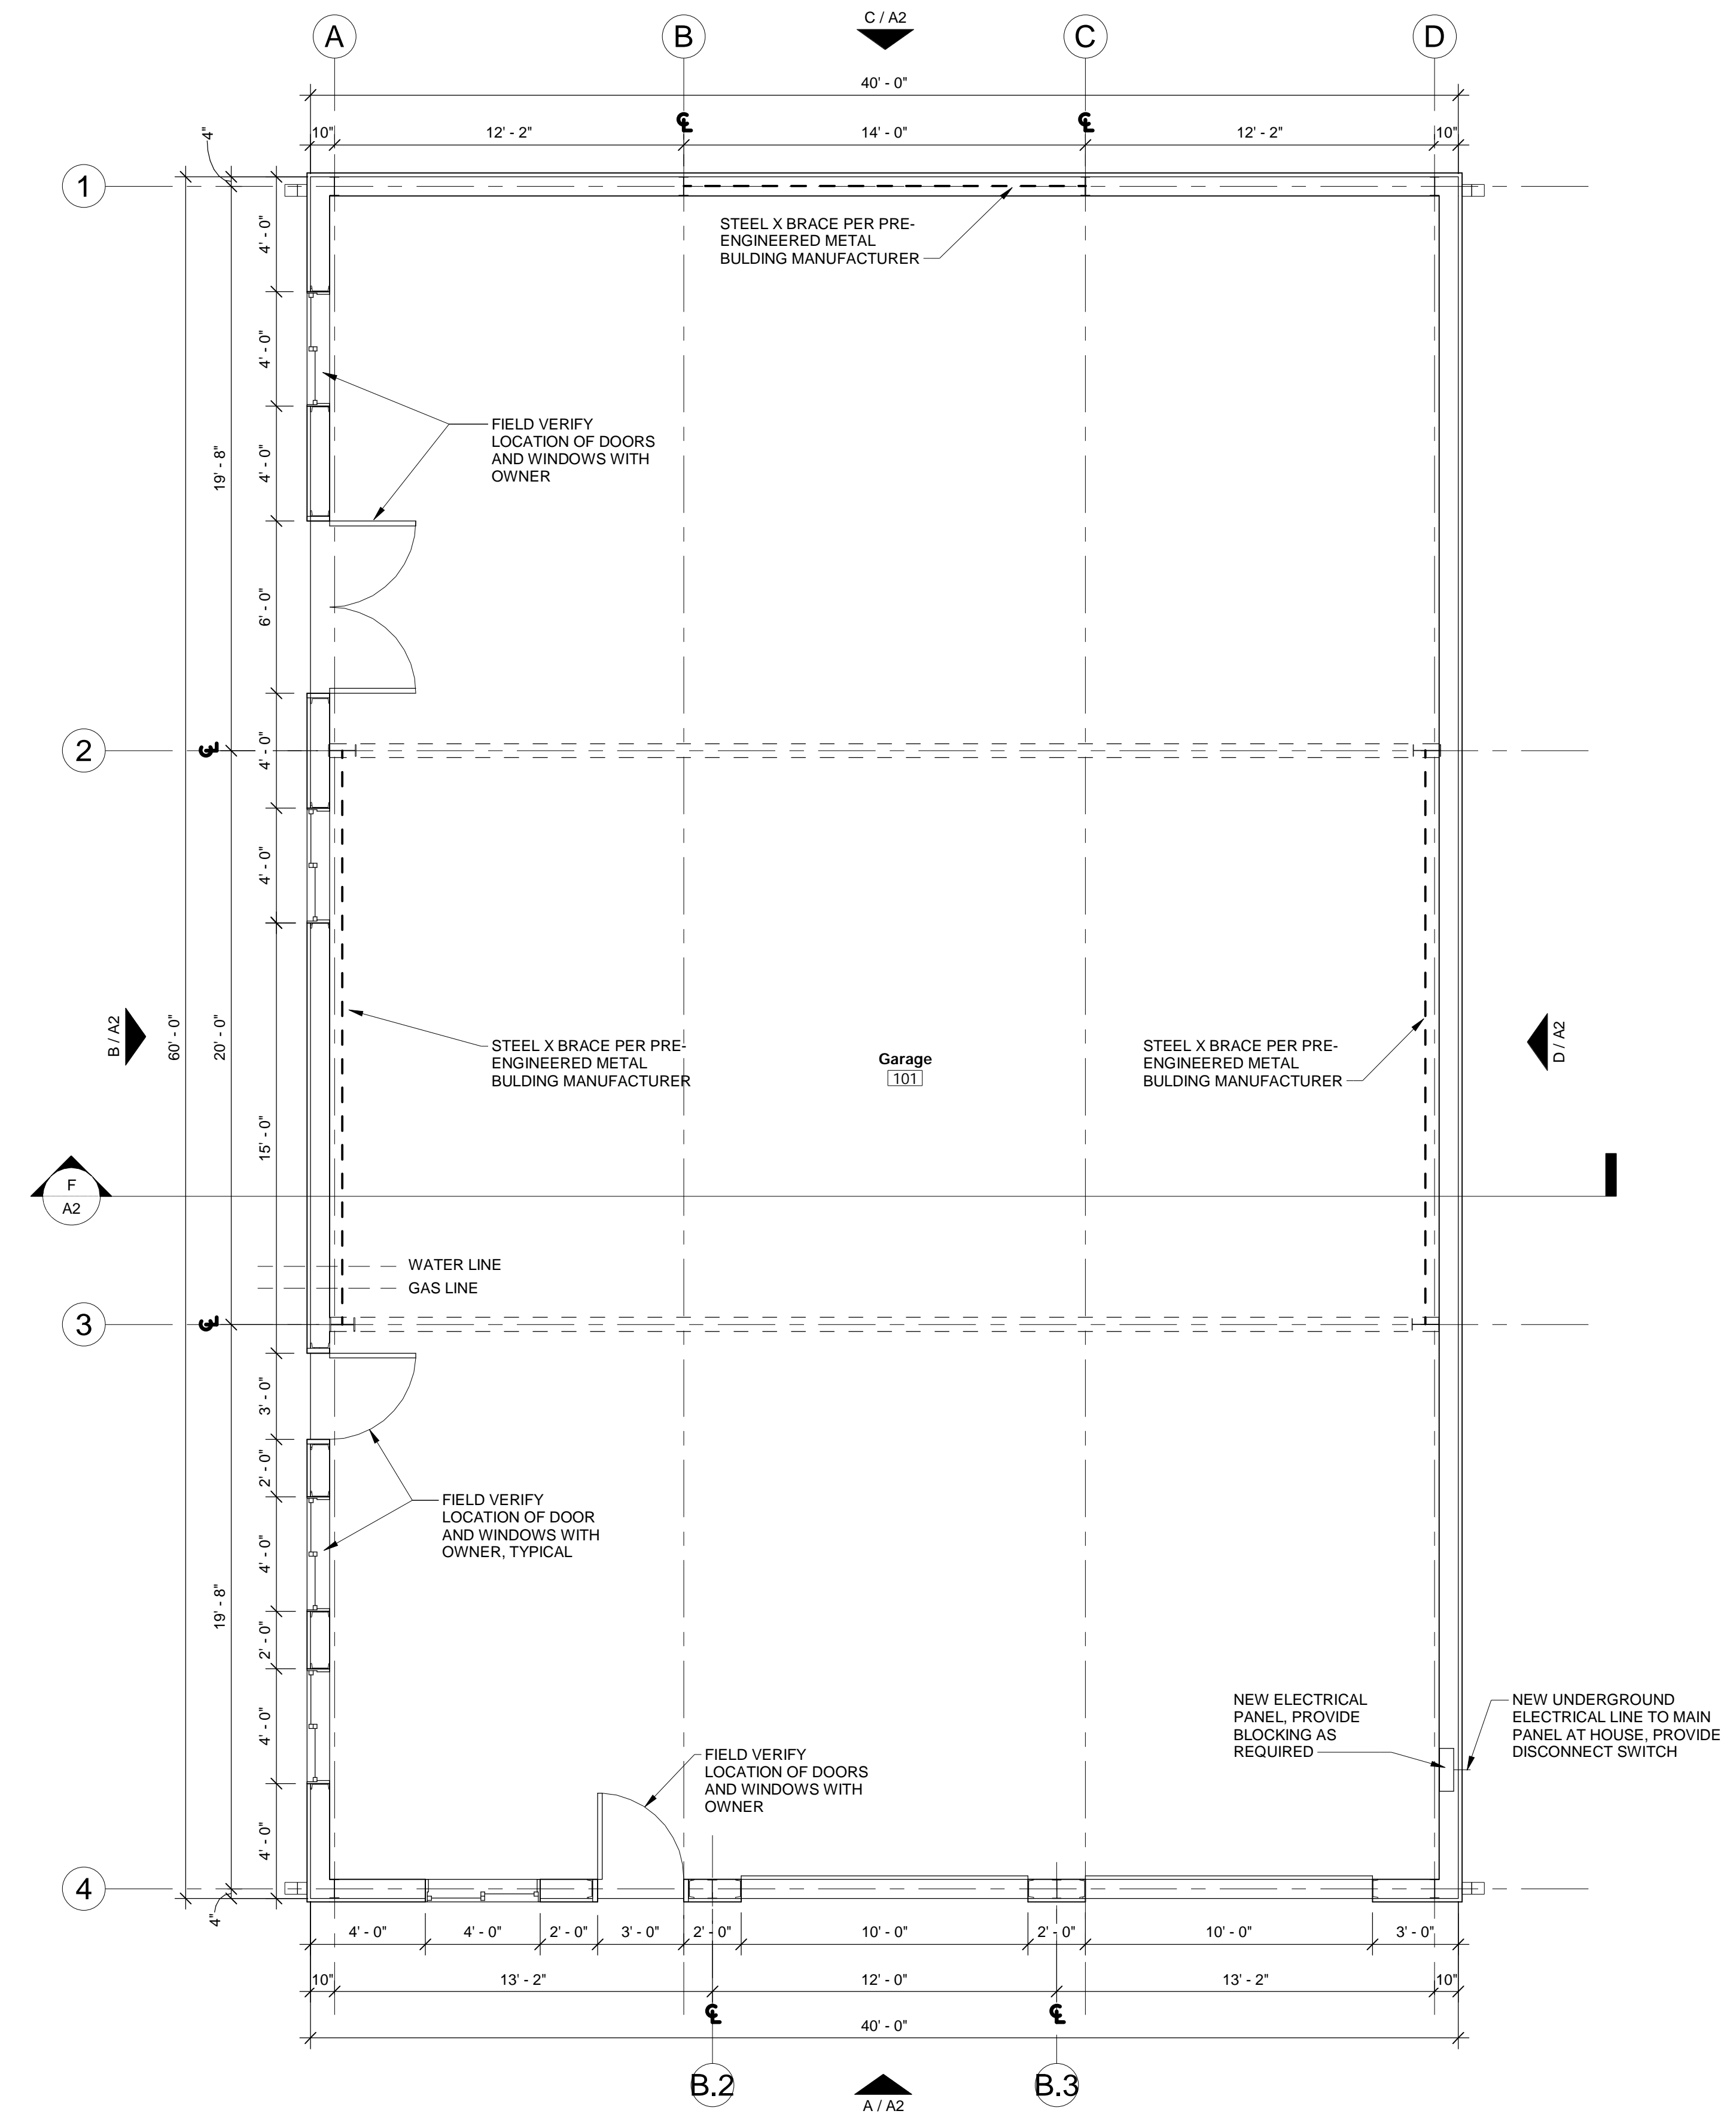 C / A2
A
B
C
D
40' - 0"
10"
12' - 2"
℄
14' - 0"
℄
12' - 2"
10"
4"
1
STEEL X BRACE PER PRE-
ENGINEERED METAL
BULDING MANUFACTURER
4' - 0"
4' - 0"
FIELD VERIFY
LOCATION OF DOORS
AND WINDOWS WITH
OWNER
4' - 0"
19' - 8"
6' - 0"
2
℄
4' - 0"
4' - 0"
B / A2
60' - 0"
20' - 0"
STEEL X BRACE PER PRE-
ENGINEERED METAL
BULDING MANUFACTURER
Garage
101
STEEL X BRACE PER PRE-
ENGINEERED METAL
BULDING MANUFACTURER
D / A2
15' - 0"
F
A2
WATER LINE
GAS LINE
3
℄
3' - 0"
2' - 0"
FIELD VERIFY
LOCATION OF DOOR
AND WINDOWS WITH
OWNER, TYPICAL
4' - 0"
19' - 8"
2' - 0"
4' - 0"
NEW ELECTRICAL
PANEL, PROVIDE
BLOCKING AS
REQUIRED
NEW UNDERGROUND
ELECTRICAL LINE TO MAIN
PANEL AT HOUSE, PROVIDE
DISCONNECT SWITCH
FIELD VERIFY
LOCATION OF DOORS
AND WINDOWS WITH
OWNER
4' - 0"
4
4"
4' - 0"
4' - 0"
2' - 0"
3' - 0"
2' - 0"
10' - 0"
2' - 0"
10' - 0"
3' - 0"
10"
13' - 2"
12' - 0"
13' - 2"
10"
℄
℄
40' - 0"
B.2
B.3
A / A2